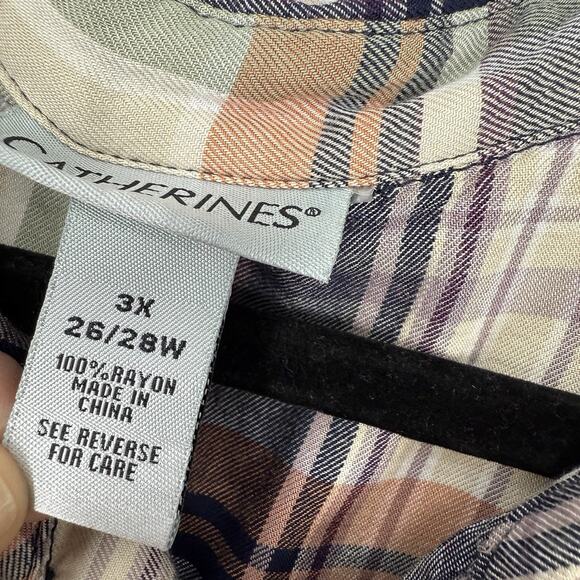 CATHERINES®
3X
26/28W
100%RAYON
MADE IN
CHINA
SEE REVERSE
FOR CARE